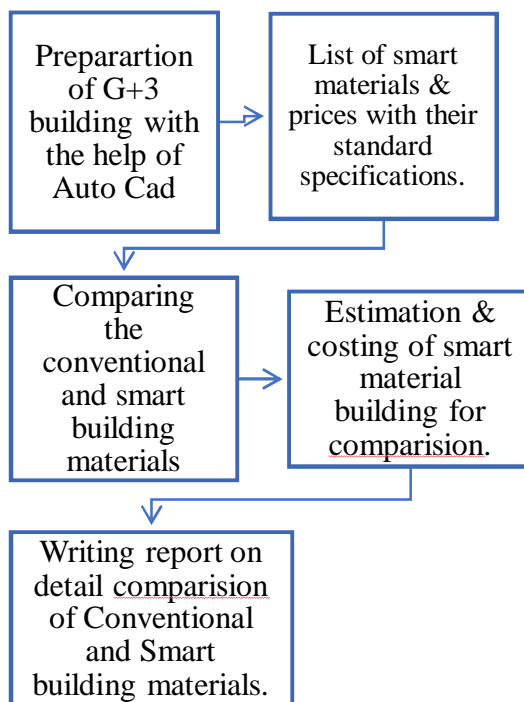 Preparartion
of G+3
building with
the help of
Auto Cad
List of smart
materials &
prices with their
standard
specifications.
Comparing
the
conventional
and smart
building
materials
Estimation &
costing of smart
material
building for
comparision.
Writing report on
detail comparision
of Conventional
and Smart
building materials.